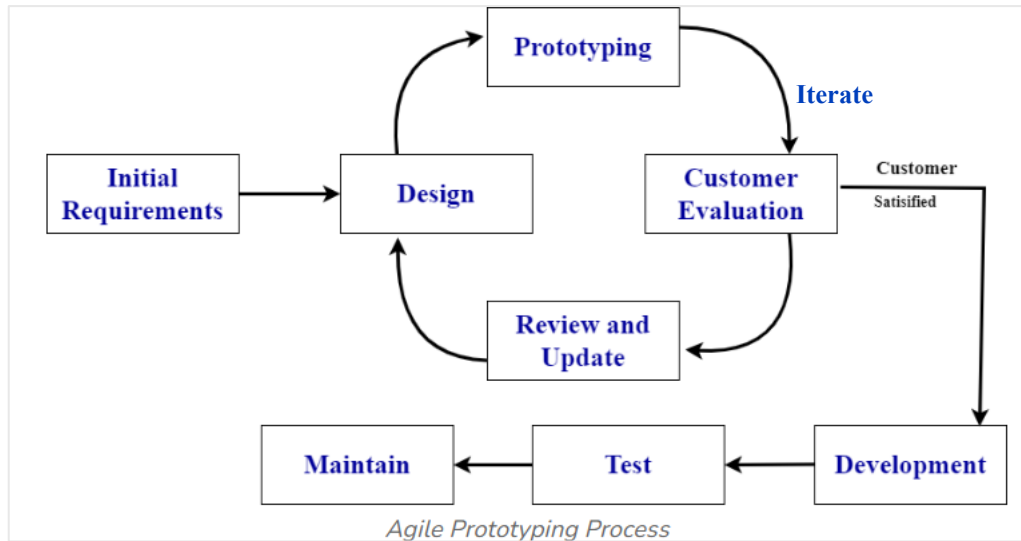 Prototyping
Iterate
Initial
Requirements
Design
Customer
Evaluation
Customer
Satisified
Review and
Update
Maintain
Test
Development
Agile Prototyping Process